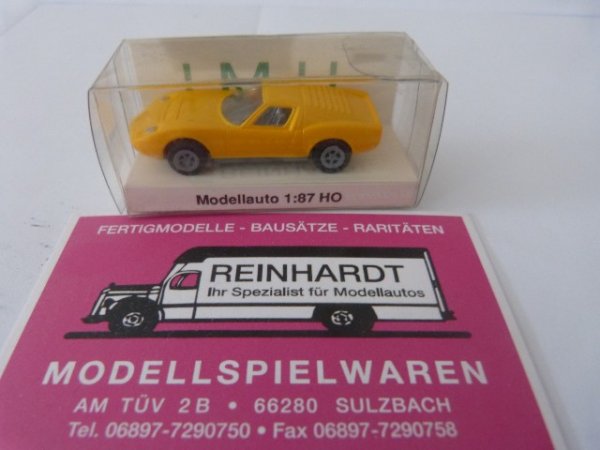 I M U
Modellauto 1:87 HO
FERTIGMODELLE - BAUSÄTZE - RARITÄTEN
REINHARDT
Ihr Spezialist für Modellautos
MODELLSPIELWAREN
AM TÜV 2 B • 66280 SULZBACH
Tel. 06897-7290750 • Fax 06897-7290758